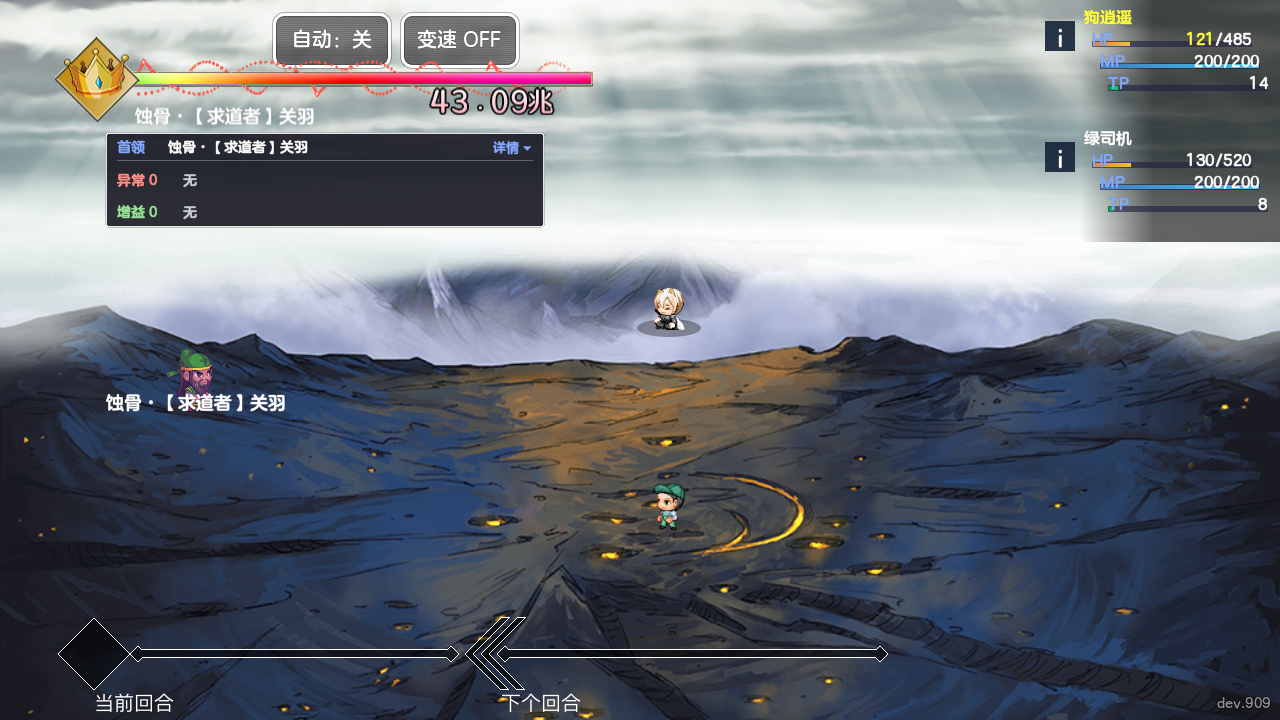 自动：关
变速 OFF
43.09兆
蚀骨·【求道者】关羽
首领 蚀骨·【求道者】关羽 详情
异常 0 无
增益 0 无
狗逍遥
i
HP 121/485
MP 200/200
TP 14
绿司机
i
HP 130/520
MP 200/200
TP 8
蚀骨·【求道者】关羽
当前回合
下个回合
dev.909